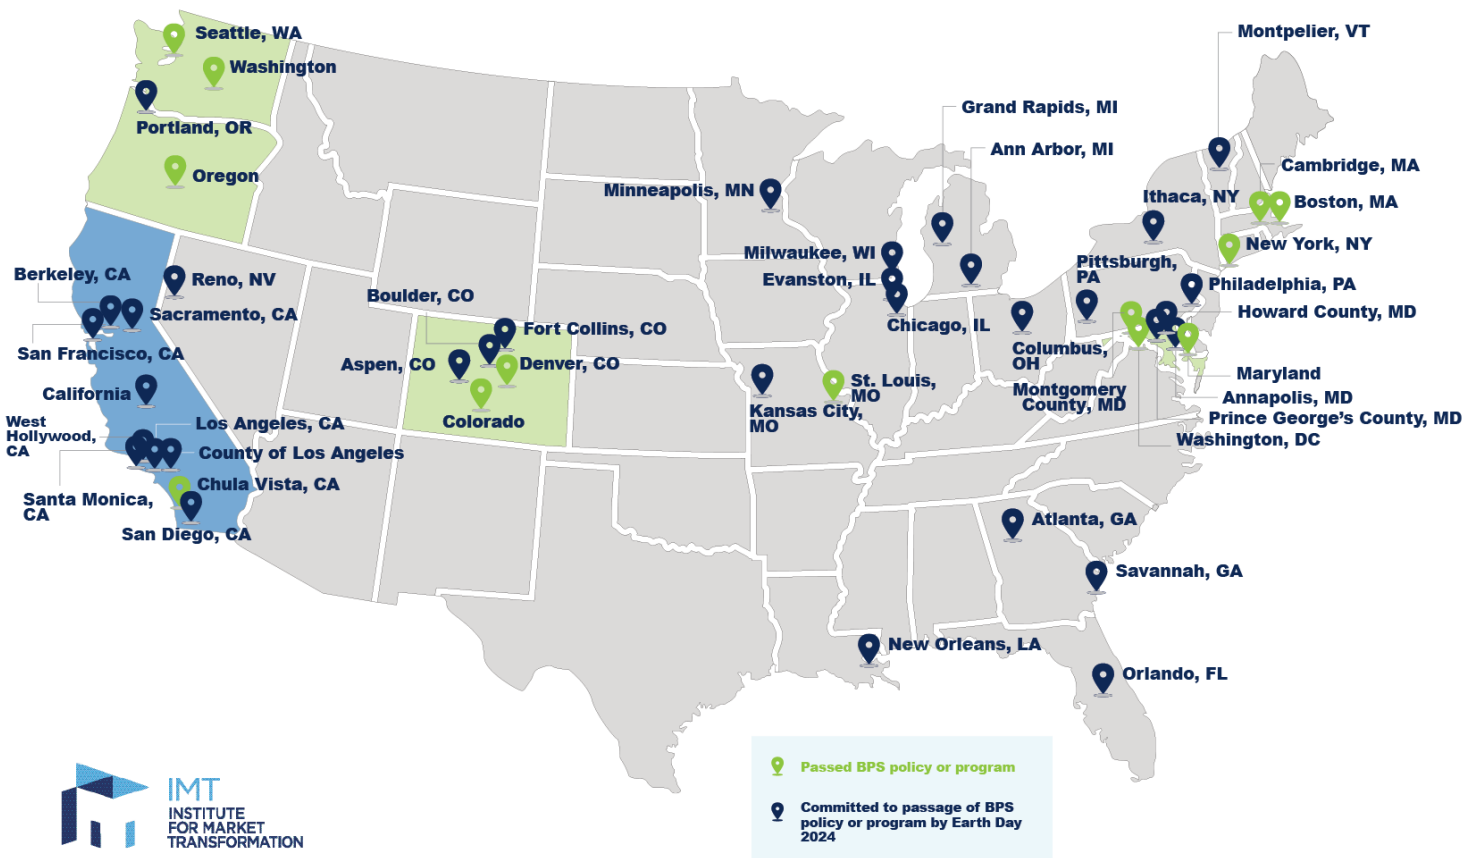 Seattle, WA
Washington
Portland, OR
Oregon
Montpelier, VT
Grand Rapids, MI
Ann Arbor, MI
Cambridge, MA
Minneapolis, MN
Ithaca, NY
Boston, MA
Milwaukee, WI
New York, NY
Berkeley, CA
Reno, NV
Evanston, IL
Pittsburgh,
PA
Philadelphia, PA
Boulder, CO
Sacramento, CA
Fort Collins, CO
Chicago, IL
Howard County, MD
San Francisco, CA
Aspen, CO
Denver, CO
Columbus,
OH
Maryland
California
St. Louis,
MO
Montgomery
County, MD
Annapolis, MD
Colorado
Kansas City,
MO
Prince George's County, MD
West
Hollywood,
CA
Los Angeles, CA
Washington, DC
County of Los Angeles
Chula Vista, CA
Santa Monica,
CA
San Diego, CA
Atlanta, GA
Savannah, GA
New Orleans, LA
Orlando, FL
Passed BPS policy or program
Committed to passage of BPS
policy or program by Earth Day
2024
IMT
INSTITUTE
FOR MARKET
TRANSFORMATION